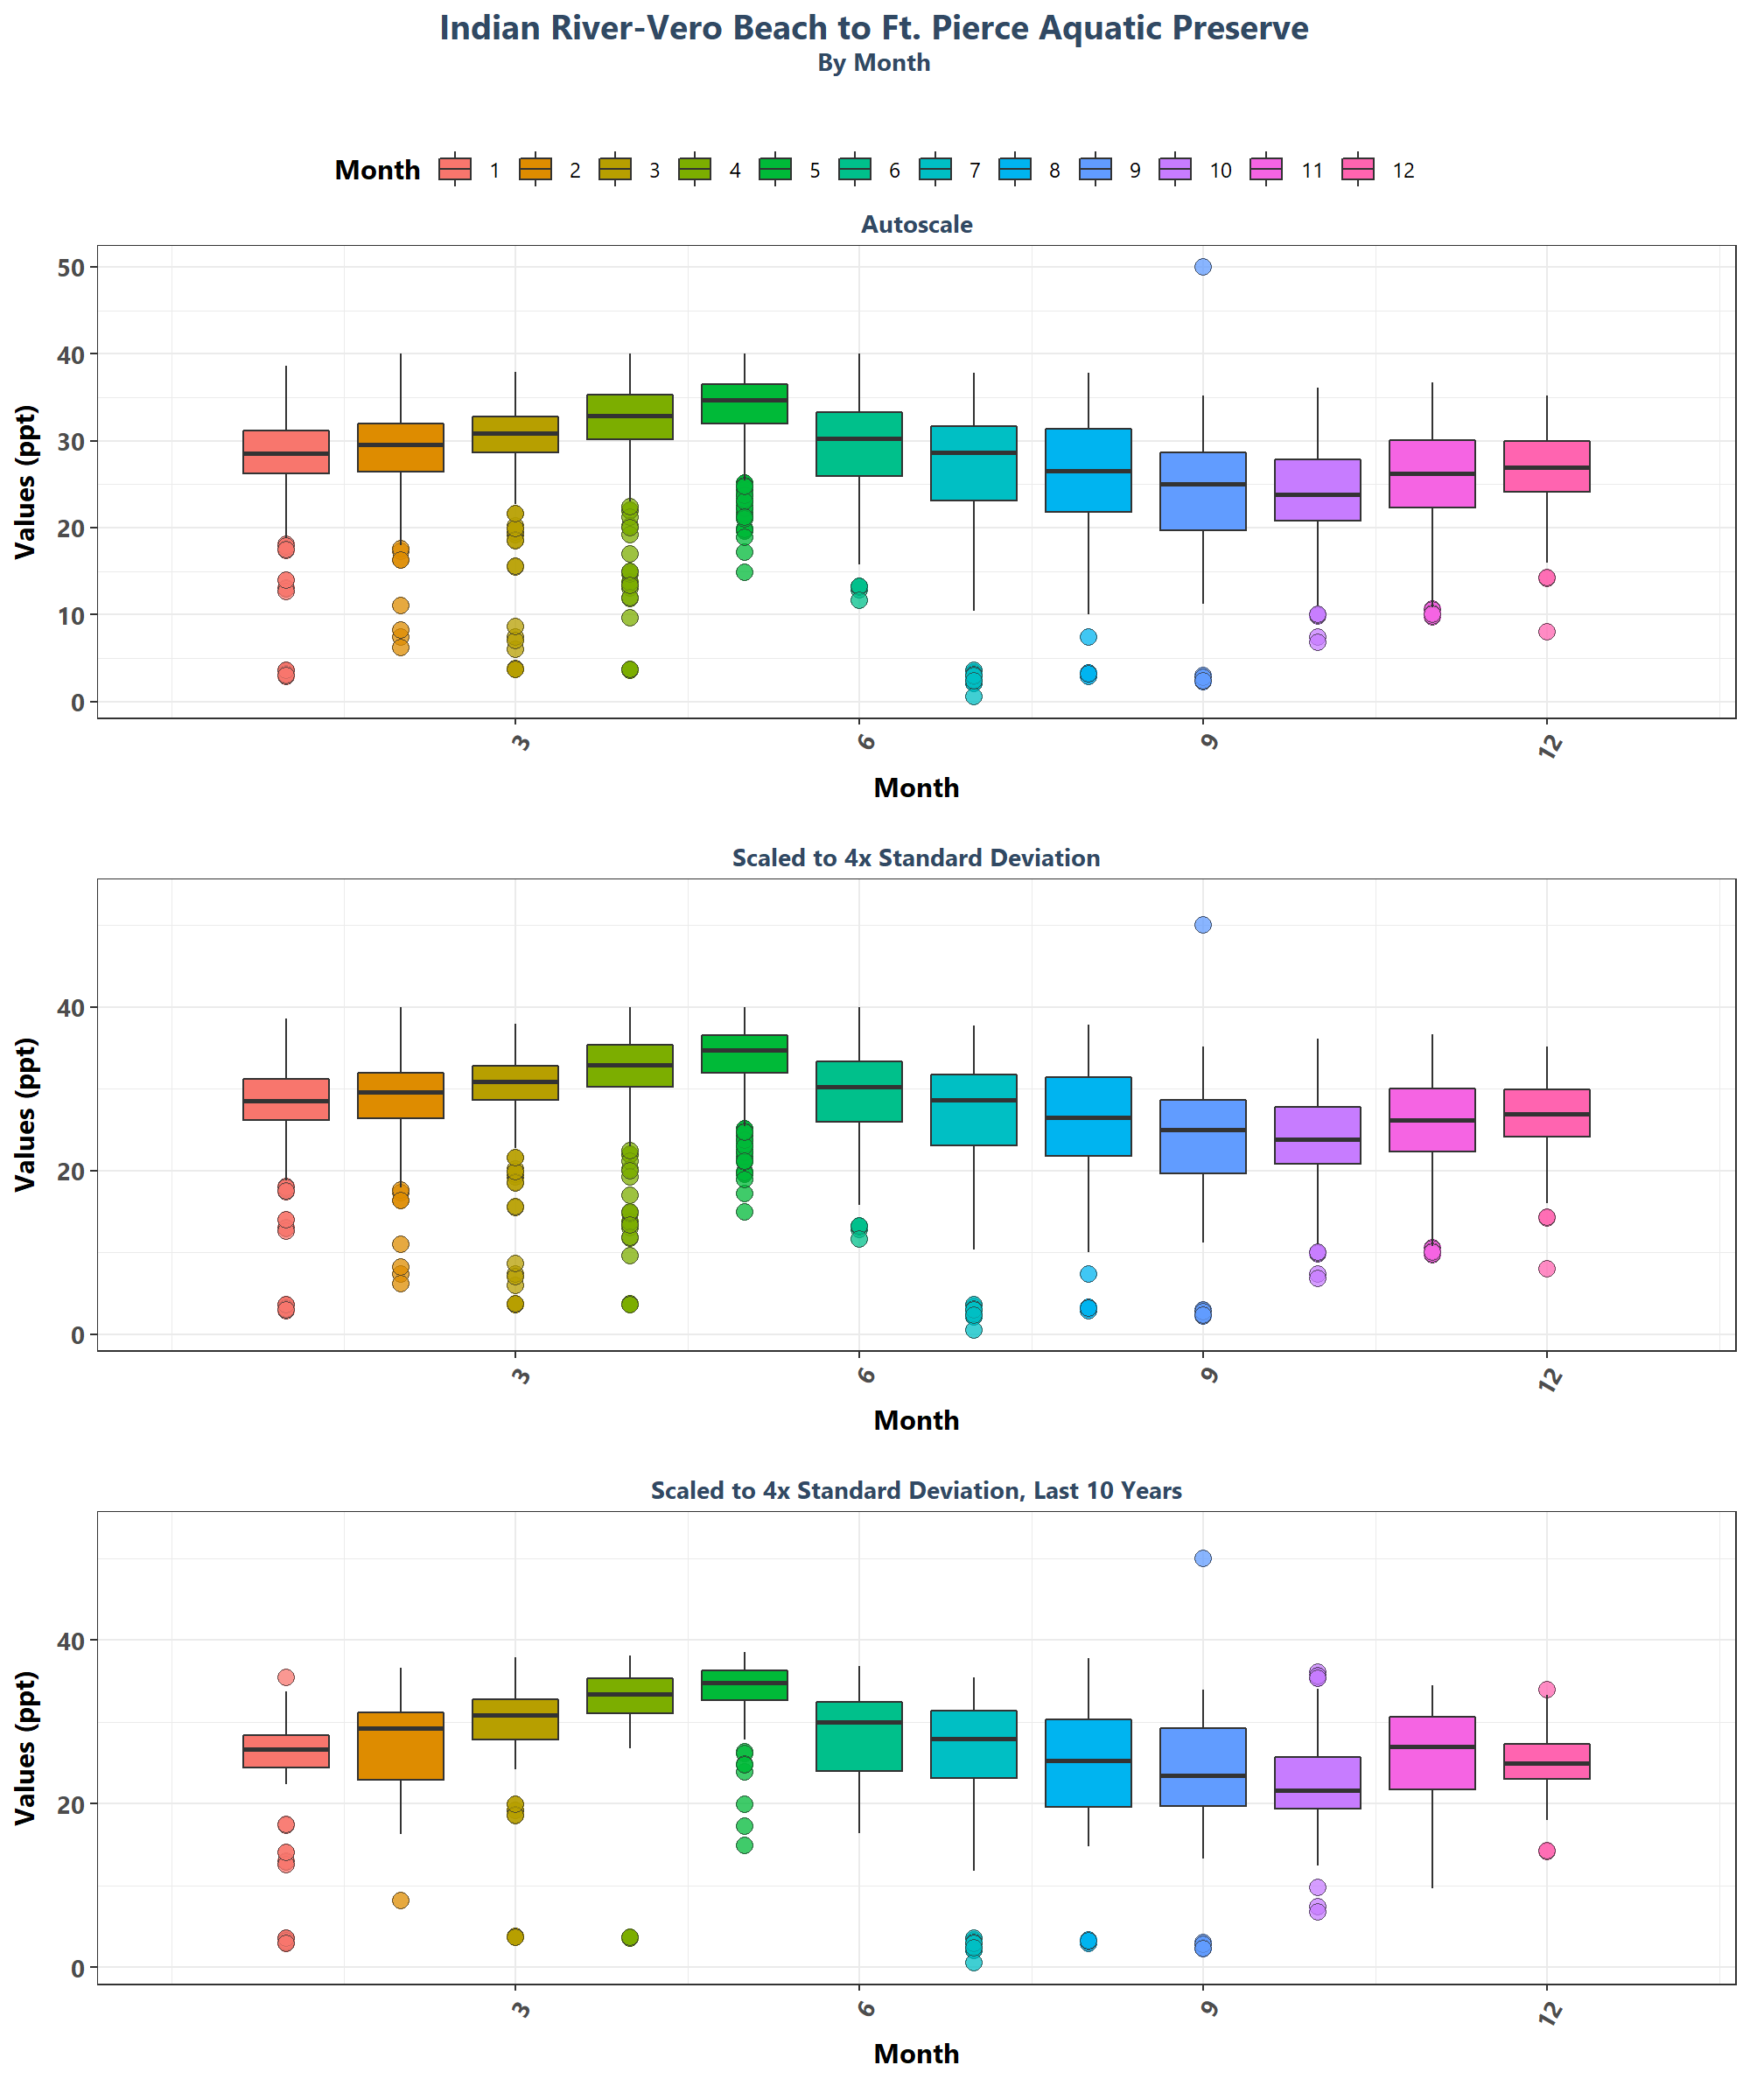 Indian River-Vero Beach to Ft. Pierce Aquatic Preserve
By Month
Month 1 2 3 4 5 6 7 8 9 10 11 12
Autoscale
Values (ppt)
50
40
30
20
10
0
3 6 9 12
Month
Scaled to 4x Standard Deviation
Values (ppt)
40
20
0
3 6 9 12
Month
Scaled to 4x Standard Deviation, Last 10 Years
Values (ppt)
40
20
0
3 6 9 12
Month